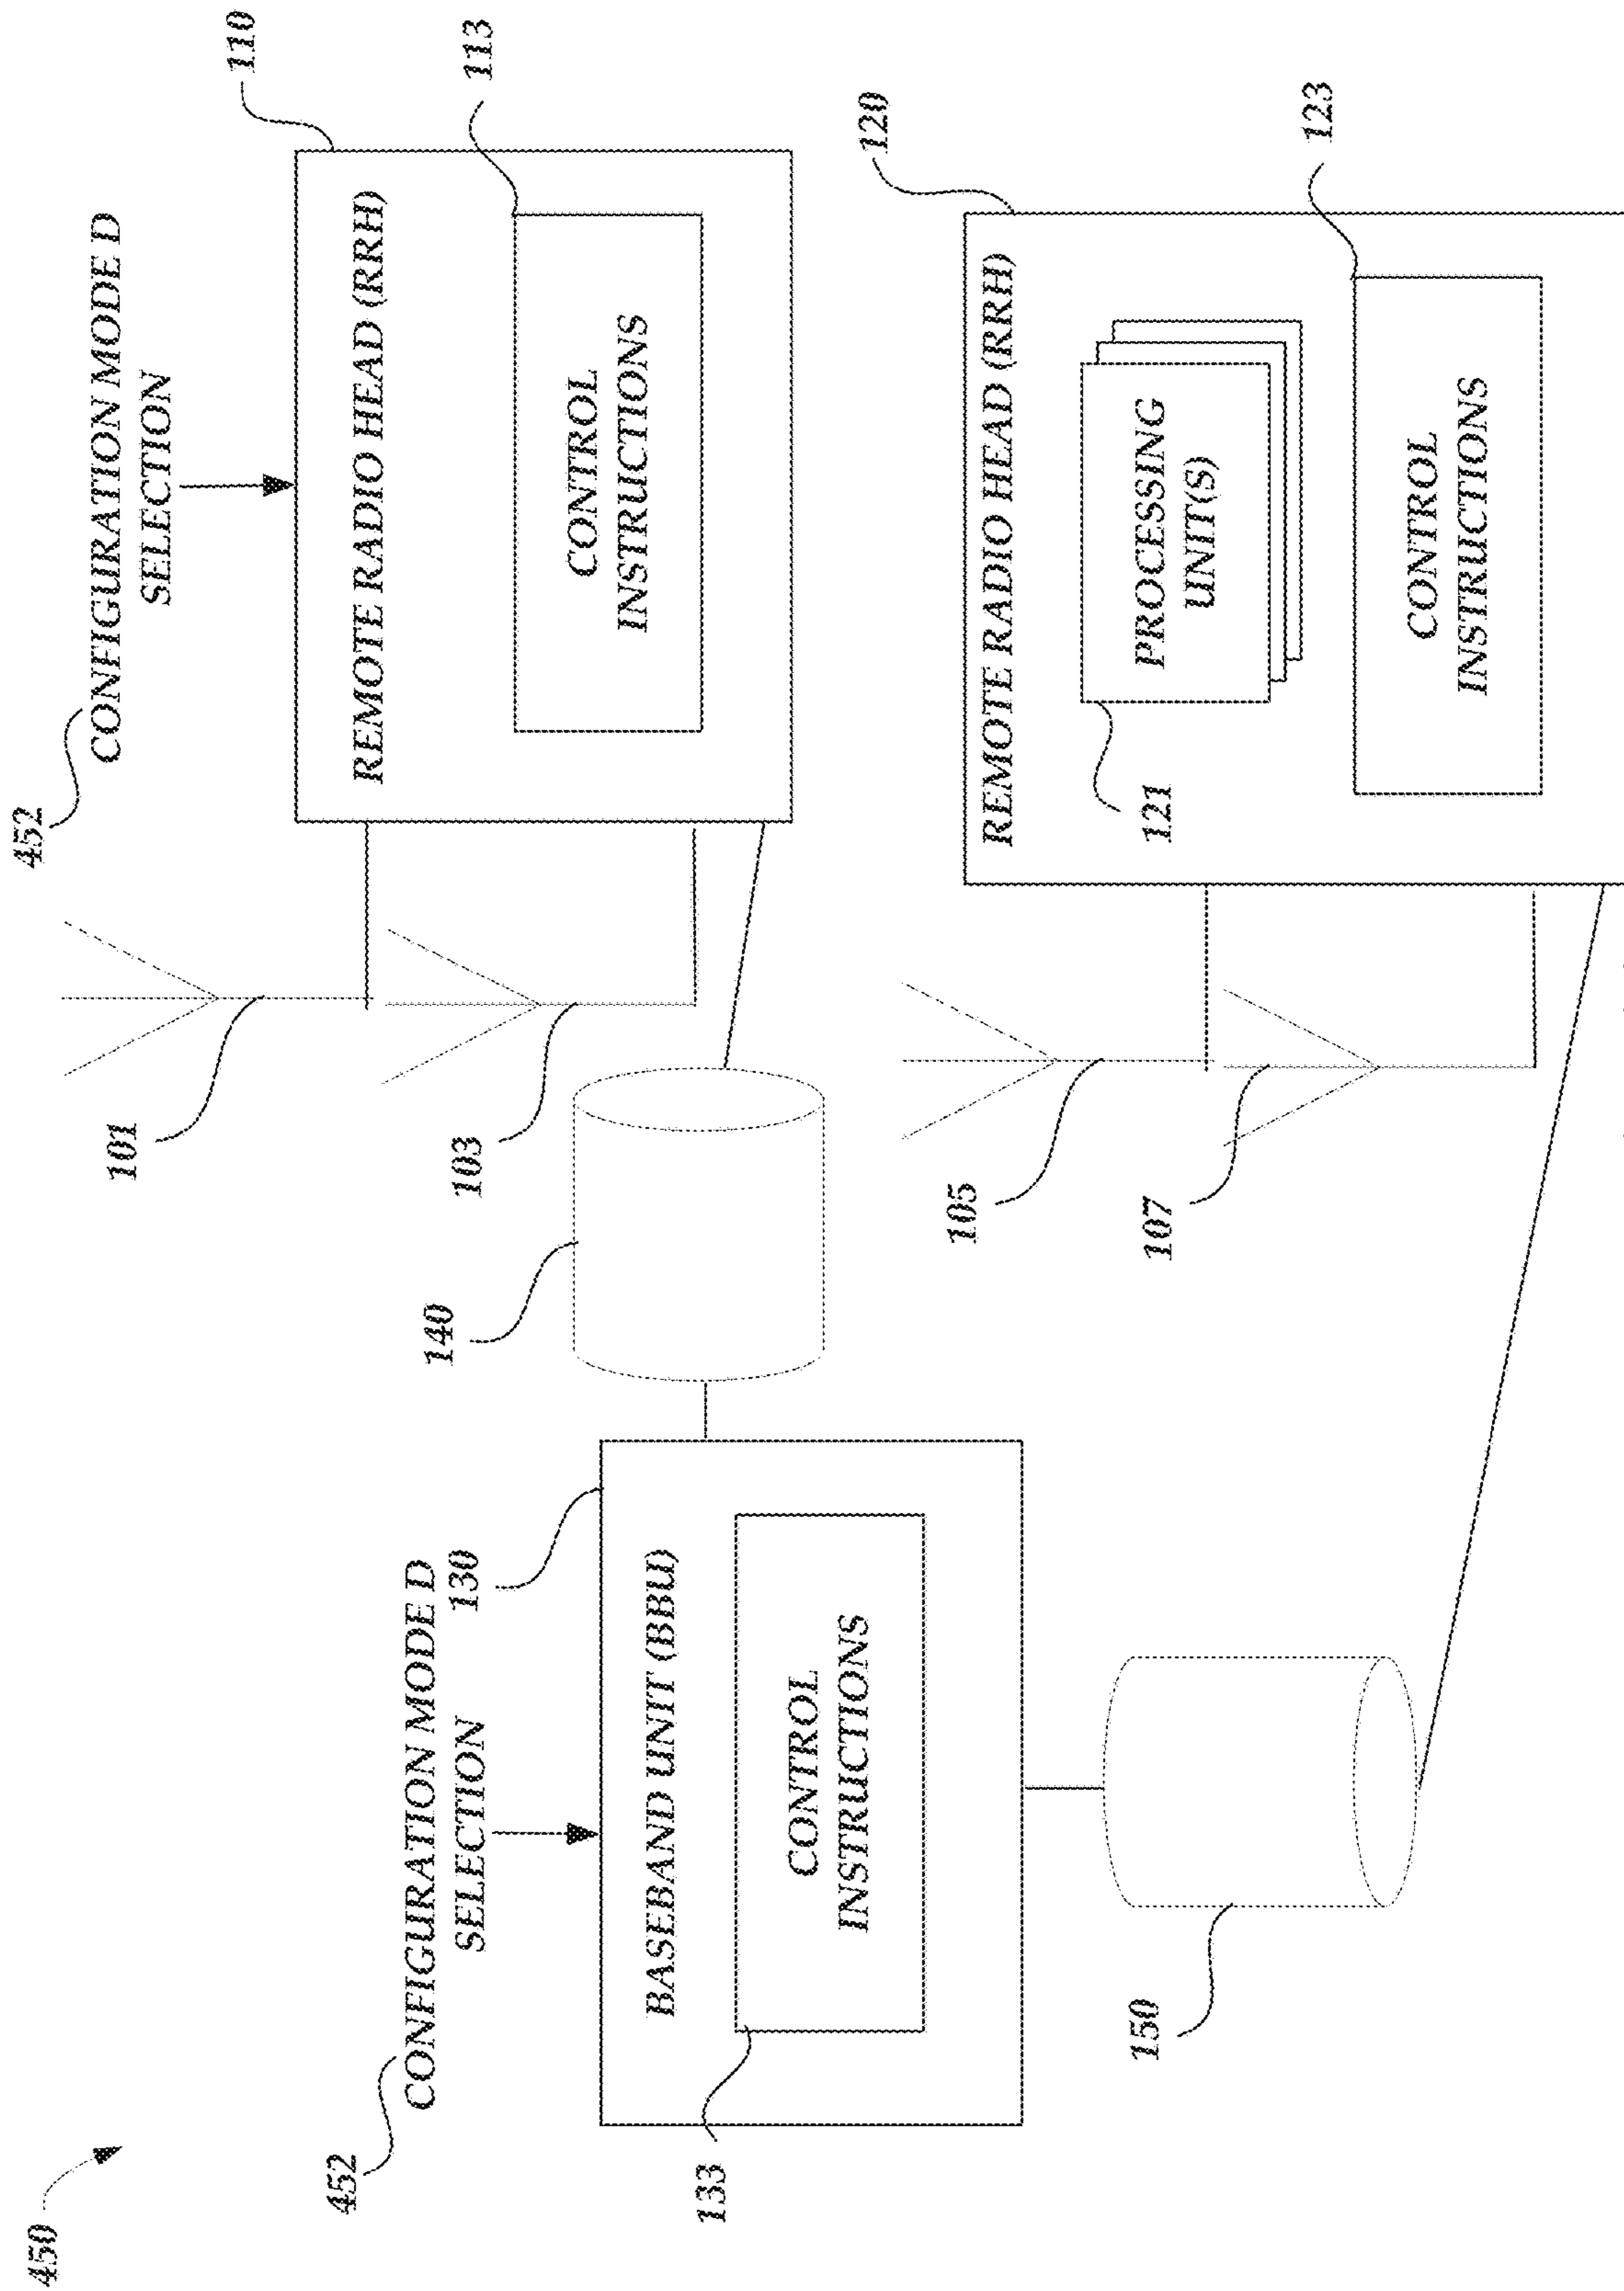 450
452
CONFIGURATION MODE D
SELECTION
110
REMOTE RADIO HEAD (RRH)
113
CONTROL
INSTRUCTIONS
101
103
140
452
CONFIGURATION MODE D
SELECTION
130
BASEBAND UNIT (BBU)
CONTROL
INSTRUCTIONS
133
120
REMOTE RADIO HEAD (RRH)
PROCESSING
UNIT(S)
121
123
CONTROL
INSTRUCTIONS
105
107
150